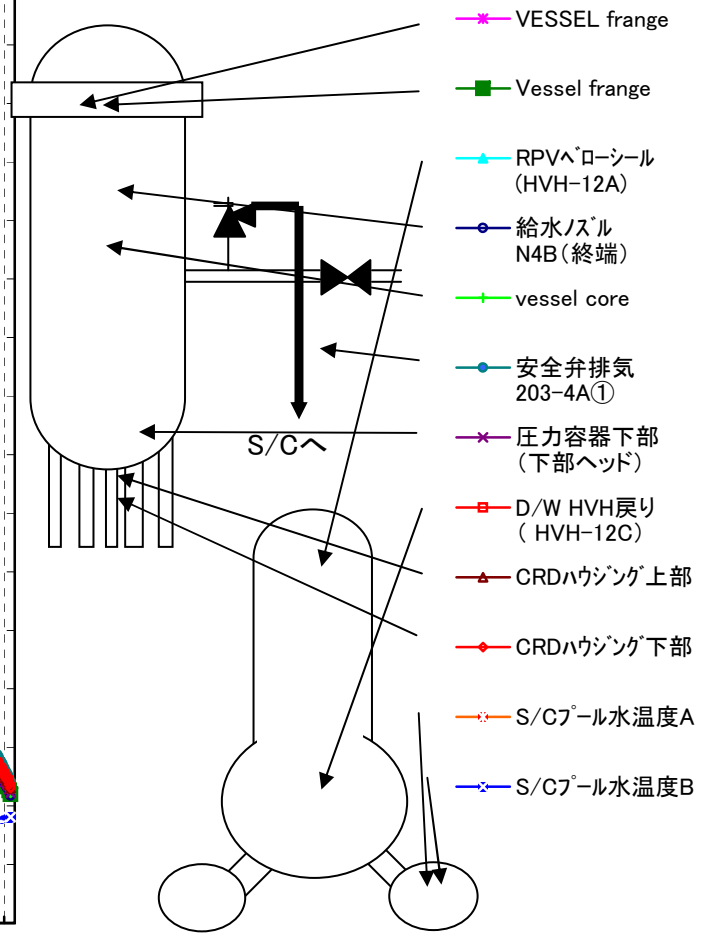 VESSEL frange
Vessel frange
RPVベローシール
(HVH-12A)
給水ノズル
N4B(終端)
vessel core
安全弁排気
203-4A①
圧力容器下部
(下部ヘッド)
D/W HVH戻り
( HVH-12C)
CRDハウジング上部
CRDハウジング下部
S/Cプール水温度A
S/Cプール水温度B
S/Cへ